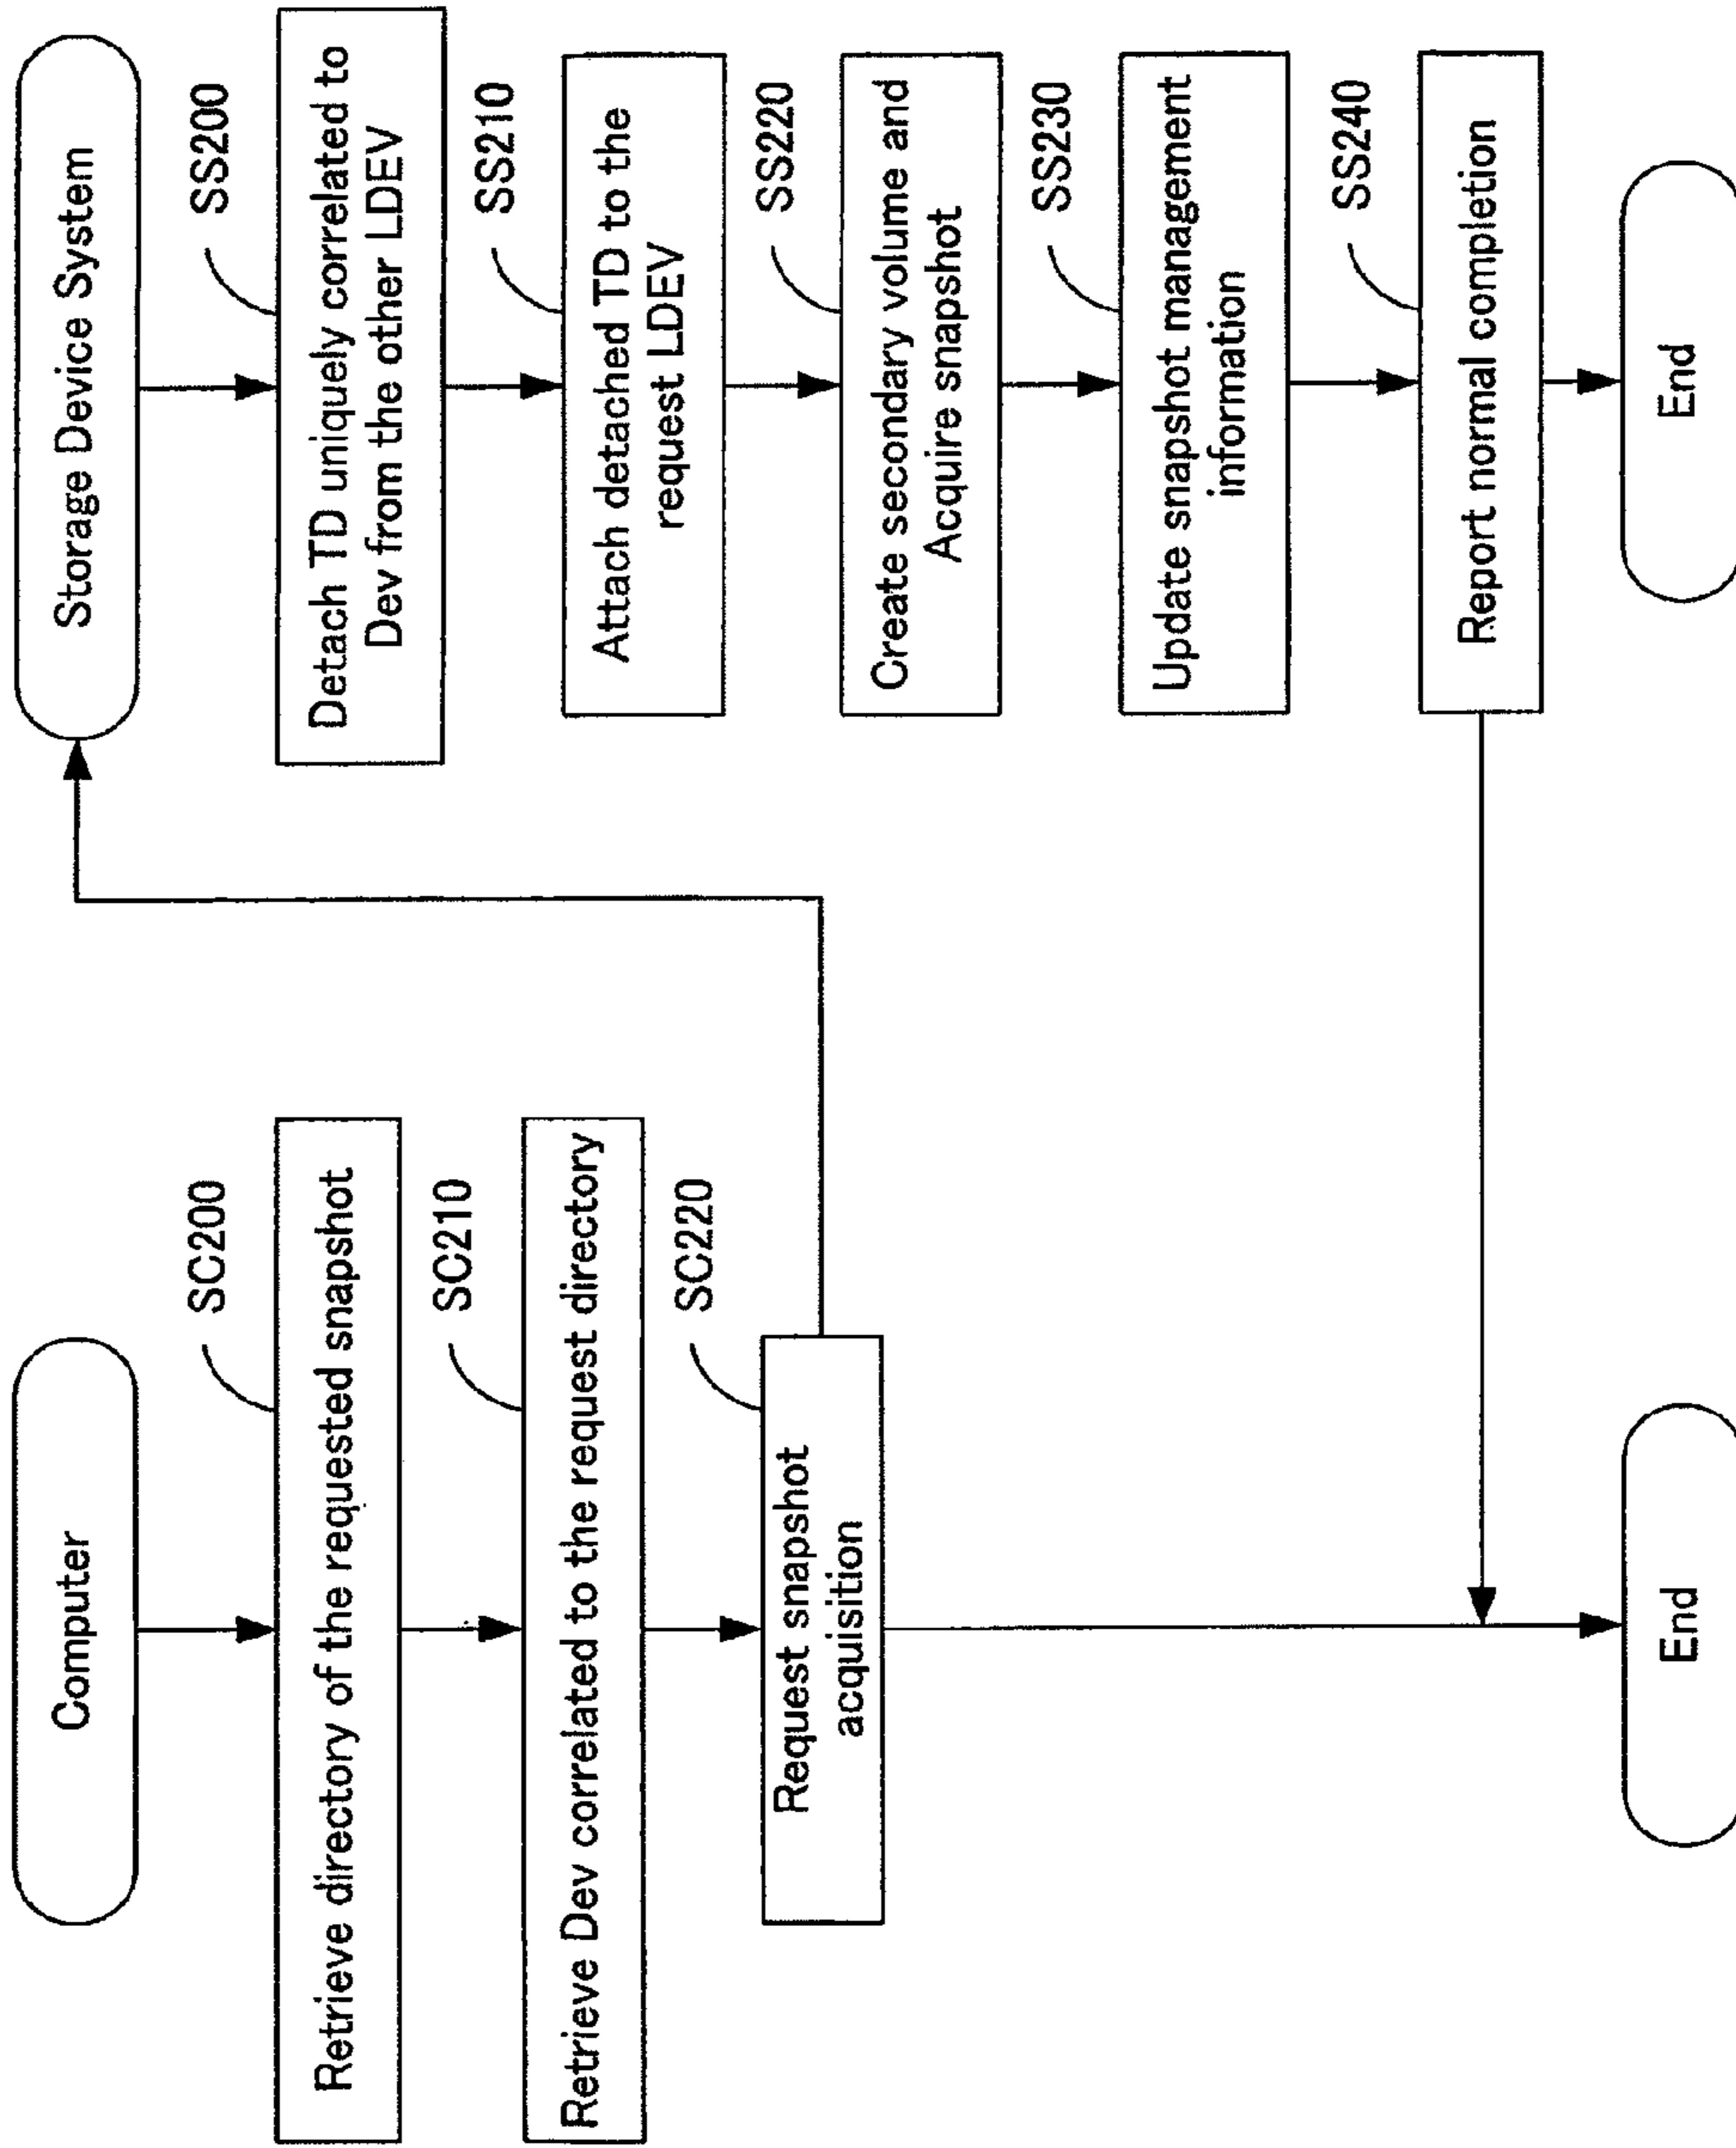 Computer
SC200
Retrieve directory of the requested snapshot
SC210
Retrieve Dev correlated to the request directory
SC220
Request snapshot
acquisition
End
Storage Device System
SS200
Detach TD uniquely correlated to
Dev from the other LDEV
SS210
Attach detached TD to the
request LDEV
SS220
Create secondary volume and
Acquire snapshot
SS230
Update snapshot management
information
SS240
Report normal completion
End